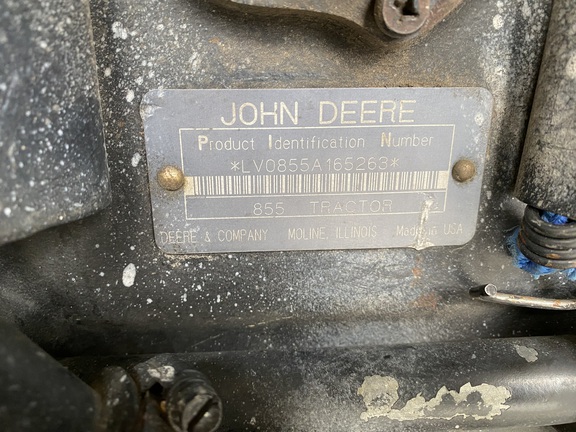 JOHN DEERE
Product Identification Number
*LV0855A165263*
855 TRACTOR
DEERE & COMPANY MOLINE, ILLINOIS Made in USA